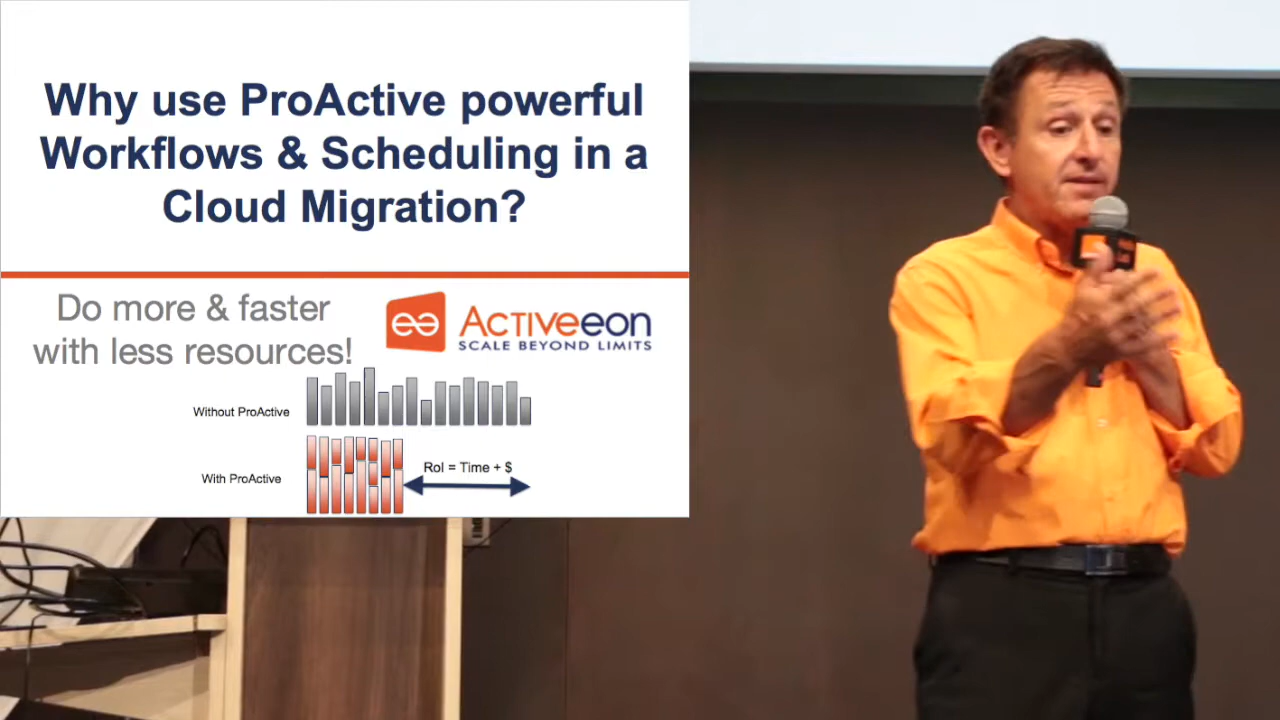 Why use ProActive powerful
Workflows & Scheduling in a
Cloud Migration?
Do more & faster
with less resources!
Activeeon
SCALE BEYOND LIMITS
Without ProActive
With ProActive
RoI = Time + $